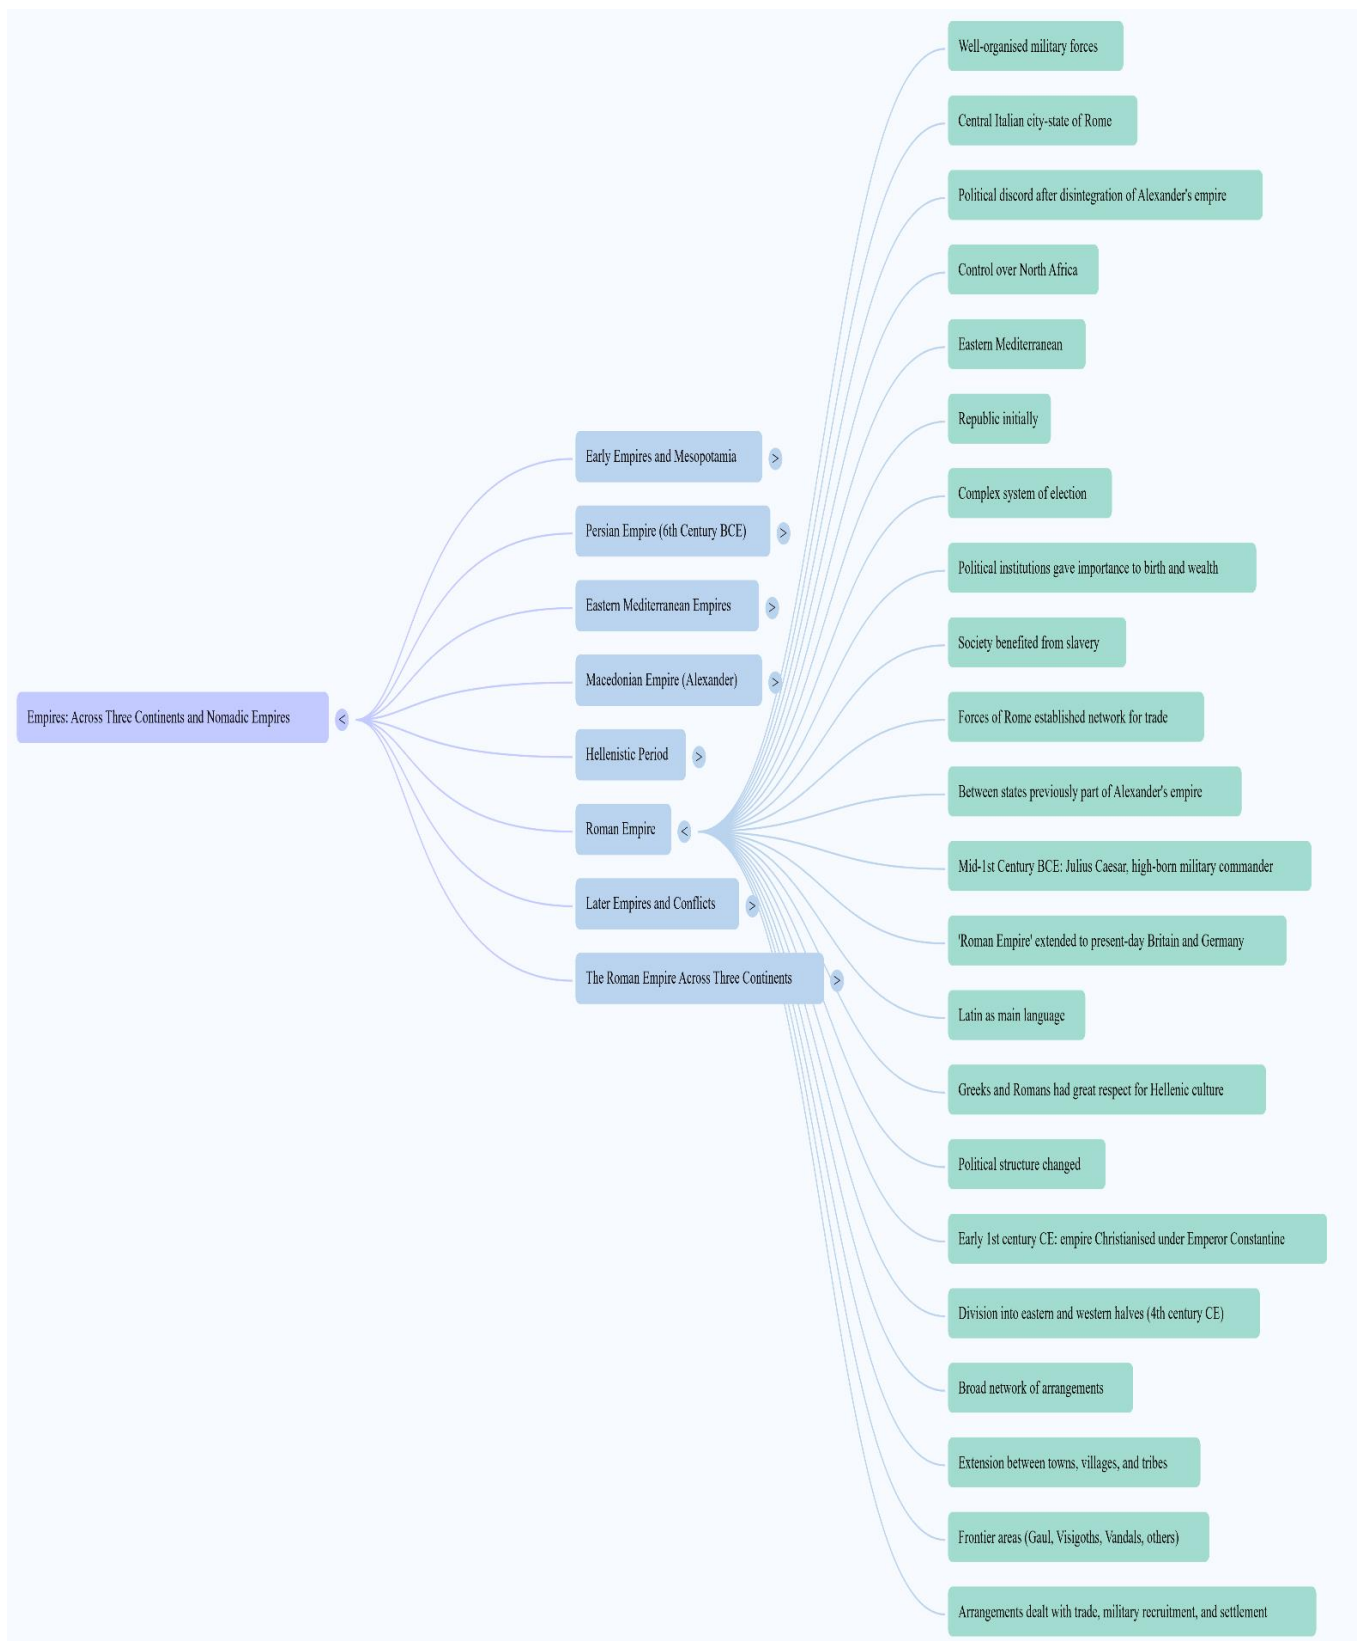 Empires: Across Three Continents and Nomadic Empires
<
Early Empires and Mesopotamia
>
Persian Empire (6th Century BCE)
>
Eastern Mediterranean Empires
>
Macedonian Empire (Alexander)
>
Hellenistic Period
>
Roman Empire
<
Later Empires and Conflicts
>
The Roman Empire Across Three Continents
>
Well-organised military forces
Central Italian city-state of Rome
Political discord after disintegration of Alexander's empire
Control over North Africa
Eastern Mediterranean
Republic initially
Complex system of election
Political institutions gave importance to birth and wealth
Society benefited from slavery
Forces of Rome established network for trade
Between states previously part of Alexander's empire
Mid-1st Century BCE: Julius Caesar, high-born military commander
'Roman Empire' extended to present-day Britain and Germany
Latin as main language
Greeks and Romans had great respect for Hellenic culture
Political structure changed
Early 1st century CE: empire Christianised under Emperor Constantine
Division into eastern and western halves (4th century CE)
Broad network of arrangements
Extension between towns, villages, and tribes
Frontier areas (Gaul, Visigoths, Vandals, others)
Arrangements dealt with trade, military recruitment, and settlement